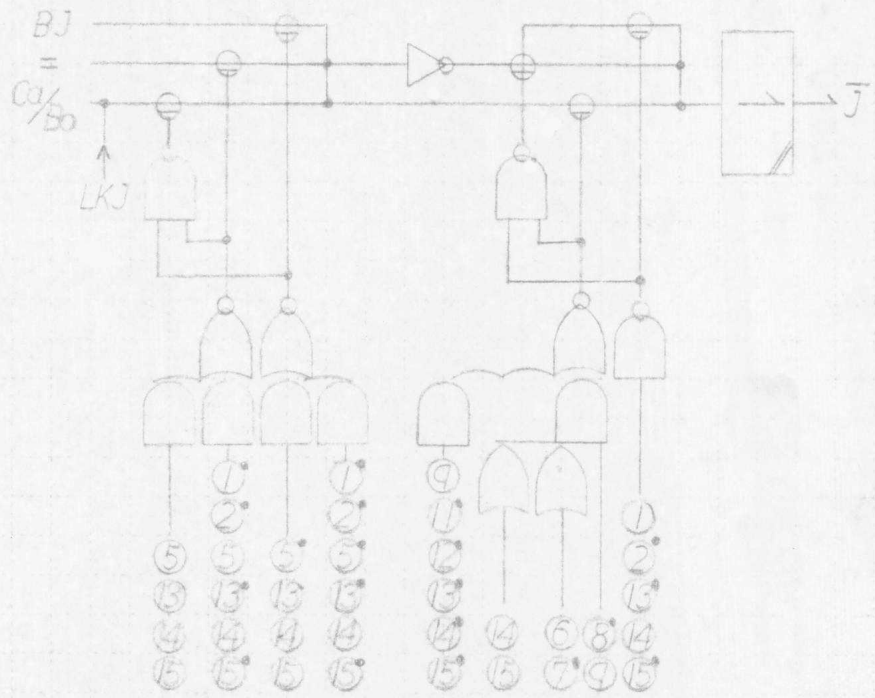 BJ
=
Ca/Bo
LKJ
J̅
1• 1• 9
2• 2• 11• 1
5 5 5• 5• 12• 2•
13 13• 13 13• 13• 13•
14 14 14 14 14• 14 6 8• 14
15 15• 15 15• 15• 15 7• 9 15•